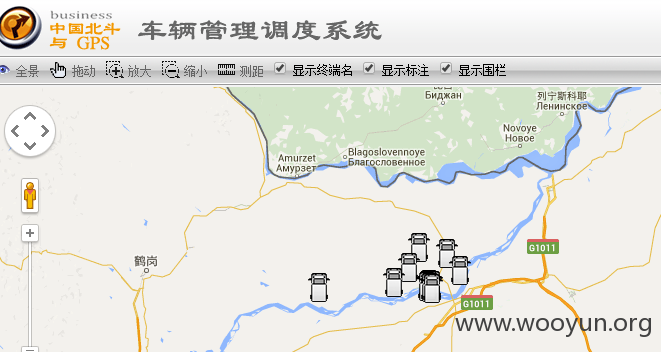 business
中国北斗
与 GPS
车辆管理调度系统
全景 拖动 放大 缩小 测距 显示终端名 显示标注 显示围栏
Биджан
列宁斯科耶
Ленинское
Novoye
Новое
Blagoslovennoye
Благословенное
Amurzet
Амурзет
鹤岗
G1011
G1011
www.wooyun.org